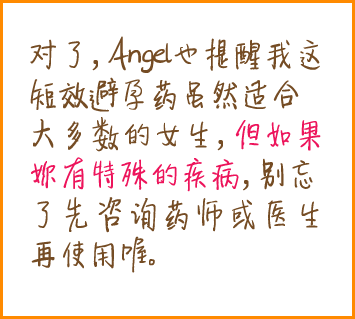 对了,Angel也提醒我这
短效避孕药虽然适合
大多数的女生,但如果
妳有特殊的疾病,别忘
了先咨询药师或医生
再使用喔。